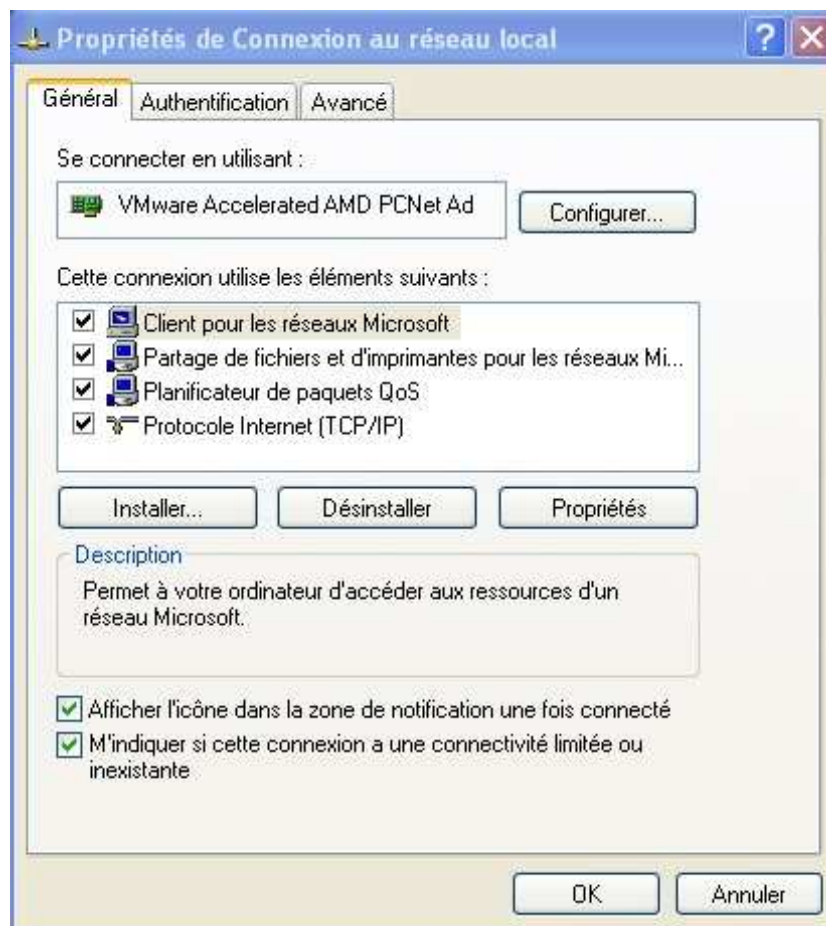 Propriétés de Connexion au réseau local
Général
Authentification
Avancé
Se connecter en utilisant :
VMware Accelerated AMD PCNet Ad
Configurer...
Cette connexion utilise les éléments suivants :
Client pour les réseaux Microsoft
Partage de fichiers et d'imprimantes pour les réseaux Mi...
Planificateur de paquets QoS
Protocole Internet (TCP/IP)
Installer...
Désinstaller
Propriétés
Description
Permet à votre ordinateur d'accéder aux ressources d'un
réseau Microsoft.
Afficher l'icône dans la zone de notification une fois connecté
M'indiquer si cette connexion a une connectivité limitée ou
inexistante
OK
Annuler